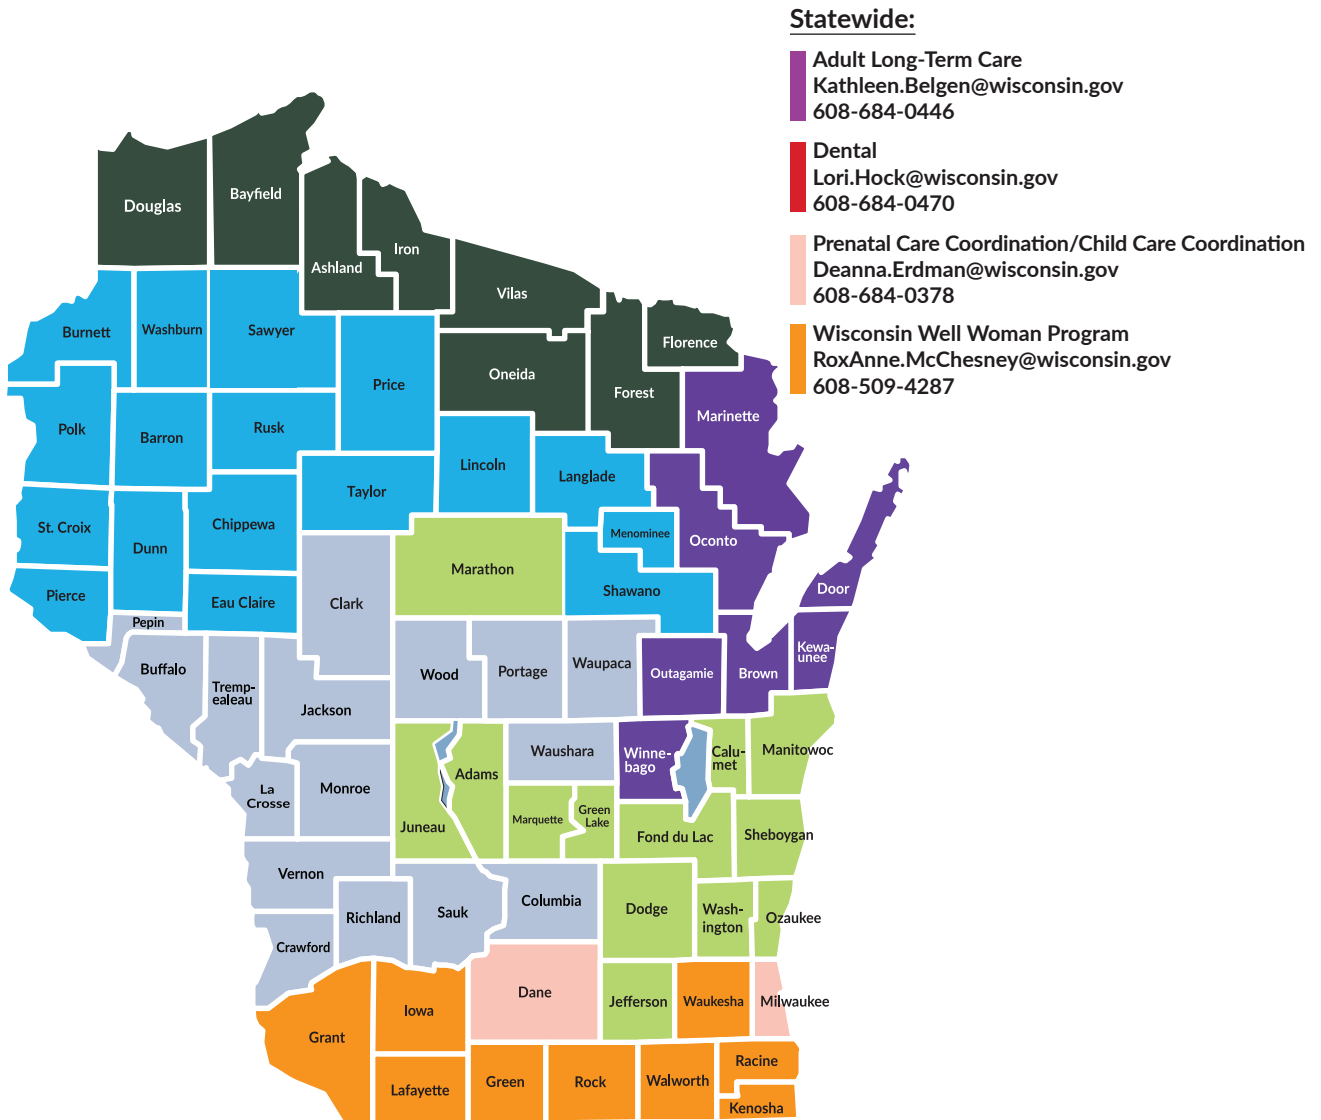 Statewide:
Adult Long-Term Care
Kathleen.Belgen@wisconsin.gov
608-684-0446
Dental
Lori.Hock@wisconsin.gov
608-684-0470
Prenatal Care Coordination/Child Care Coordination
Deanna.Erdman@wisconsin.gov
608-684-0378
Wisconsin Well Woman Program
RoxAnne.McChesney@wisconsin.gov
608-509-4287
Douglas
Bayfield
Ashland
Iron
Vilas
Burnett
Washburn
Sawyer
Price
Oneida
Forest
Florence
Marinette
Polk
Barron
Rusk
Taylor
Lincoln
Langlade
St. Croix
Dunn
Chippewa
Marathon
Menominee
Oconto
Pierce
Pepin
Eau Claire
Clark
Shawano
Door
Buffalo
Tremp-
ealeau
Jackson
Wood
Portage
Waupaca
Outagamie
Brown
Kewa-
unee
La
Crosse
Monroe
Juneau
Adams
Waushara
Winne-
bago
Calu-
met
Manitowoc
Marquette
Green
Lake
Fond du Lac
Sheboygan
Vernon
Richland
Sauk
Columbia
Dodge
Wash-
ington
Ozaukee
Crawford
Grant
Iowa
Dane
Jefferson
Waukesha
Milwaukee
Lafayette
Green
Rock
Walworth
Racine
Kenosha